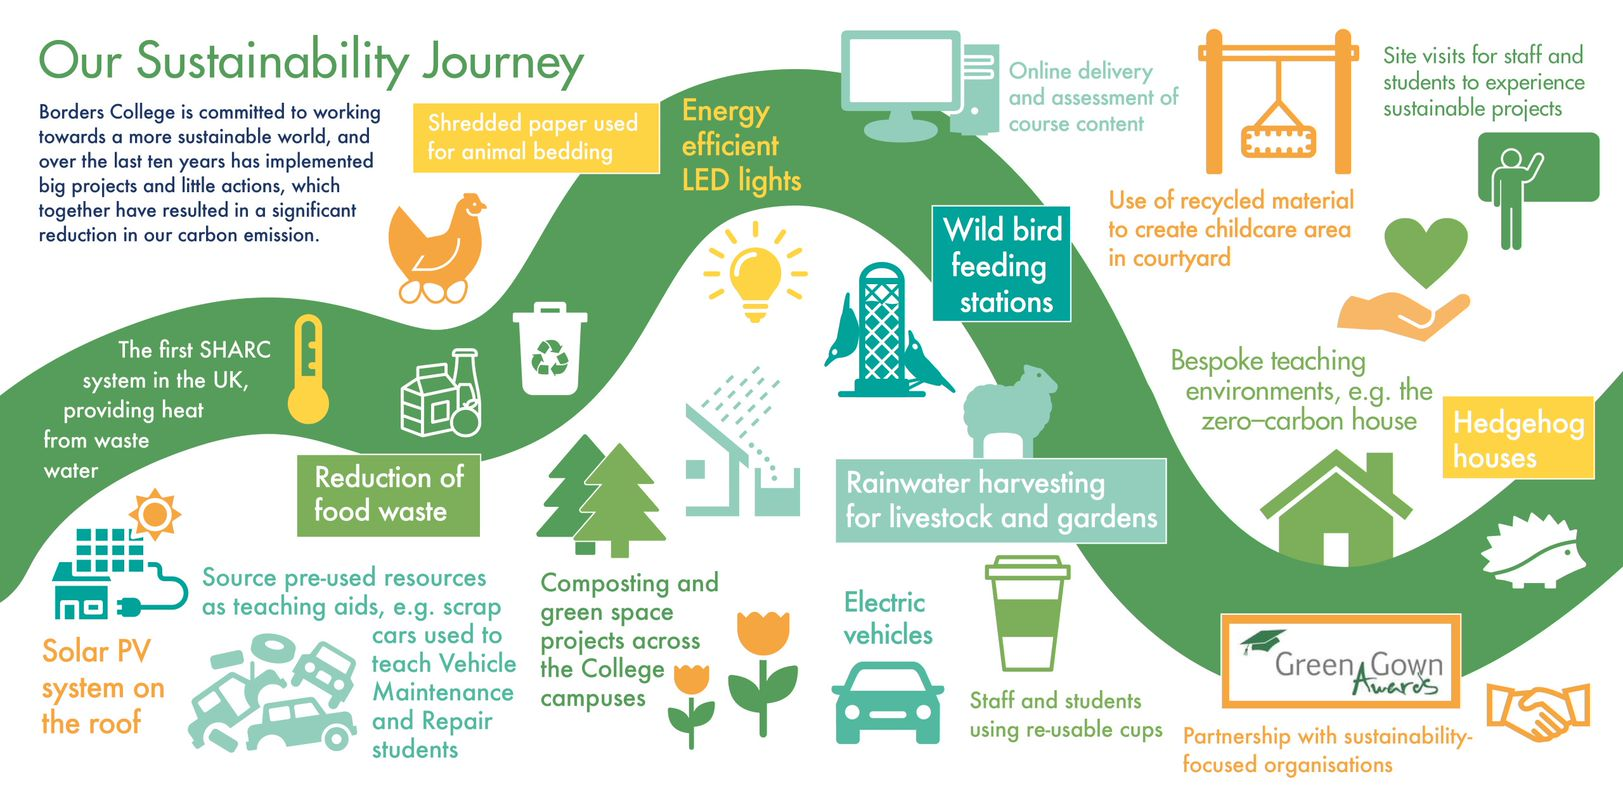 Our Sustainability Journey
Borders College is committed to working
towards a more sustainable world, and
over the last ten years has implemented
big projects and little actions, which
together have resulted in a significant
reduction in our carbon emission.
Shredded paper used
for animal bedding
Energy
efficient
LED lights
Online delivery
and assessment of
course content
Site visits for staff and
students to experience
sustainable projects
Use of recycled material
to create childcare area
in courtyard
Wild bird
feeding
stations
The first SHARC
system in the UK,
providing heat
from waste
water
Reduction of
food waste
Rainwater harvesting
for livestock and gardens
Bespoke teaching
environments, e.g. the
zero–carbon house
Hedgehog
houses
Solar PV
system on
the roof
Source pre-used resources
as teaching aids, e.g. scrap
cars used to
teach Vehicle
Maintenance
and Repair
students
Composting and
green space
projects across
the College
campuses
Electric
vehicles
Staff and students
using re-usable cups
Green Gown
Awards
Partnership with sustainability-
focused organisations